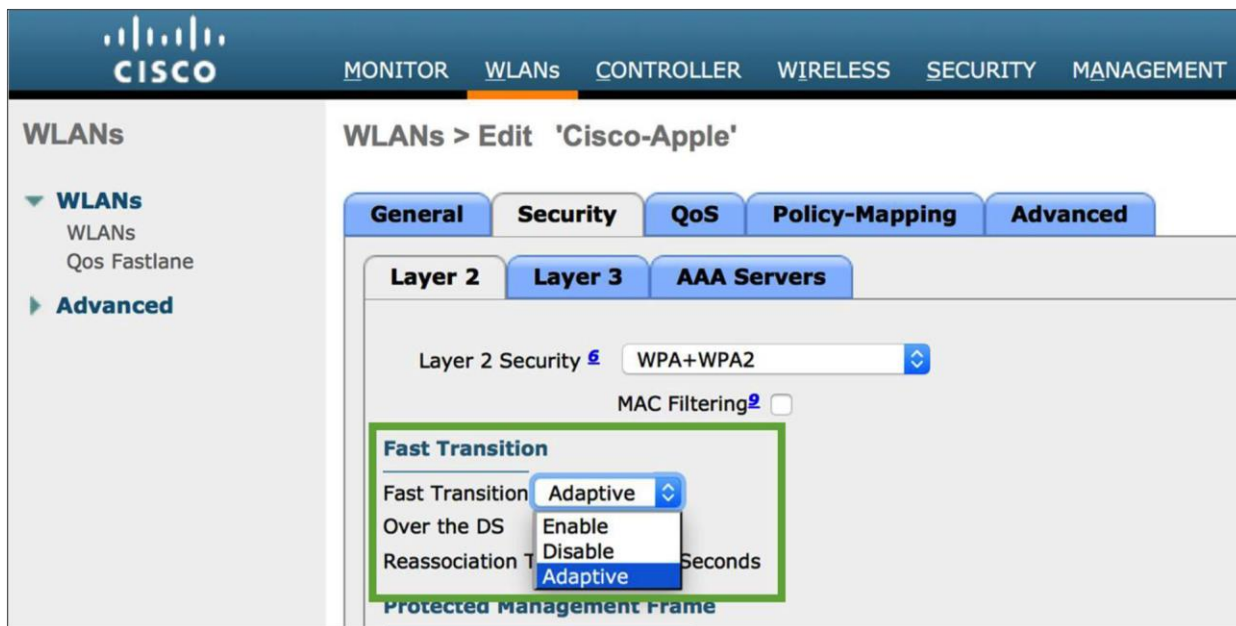 CISCO
MONITOR WLANs CONTROLLER WIRELESS SECURITY MANAGEMENT
WLANs
WLANs
WLANs
Qos Fastlane
Advanced
WLANs > Edit 'Cisco-Apple'
General Security QoS Policy-Mapping Advanced
Layer 2 Layer 3 AAA Servers
Layer 2 Security 6 WPA+WPA2
MAC Filtering 9
Fast Transition
Fast Transition Adaptive
Over the DS
Enable
Disable
Adaptive
Reassociation T Seconds
Protected Management Frame